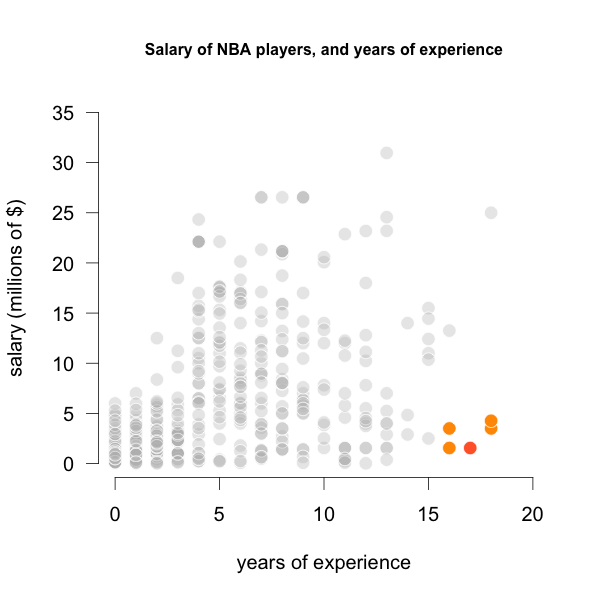 Salary of NBA players, and years of experience
salary (millions of $)
35
30
25
20
15
10
5
0
0 5 10 15 20
years of experience